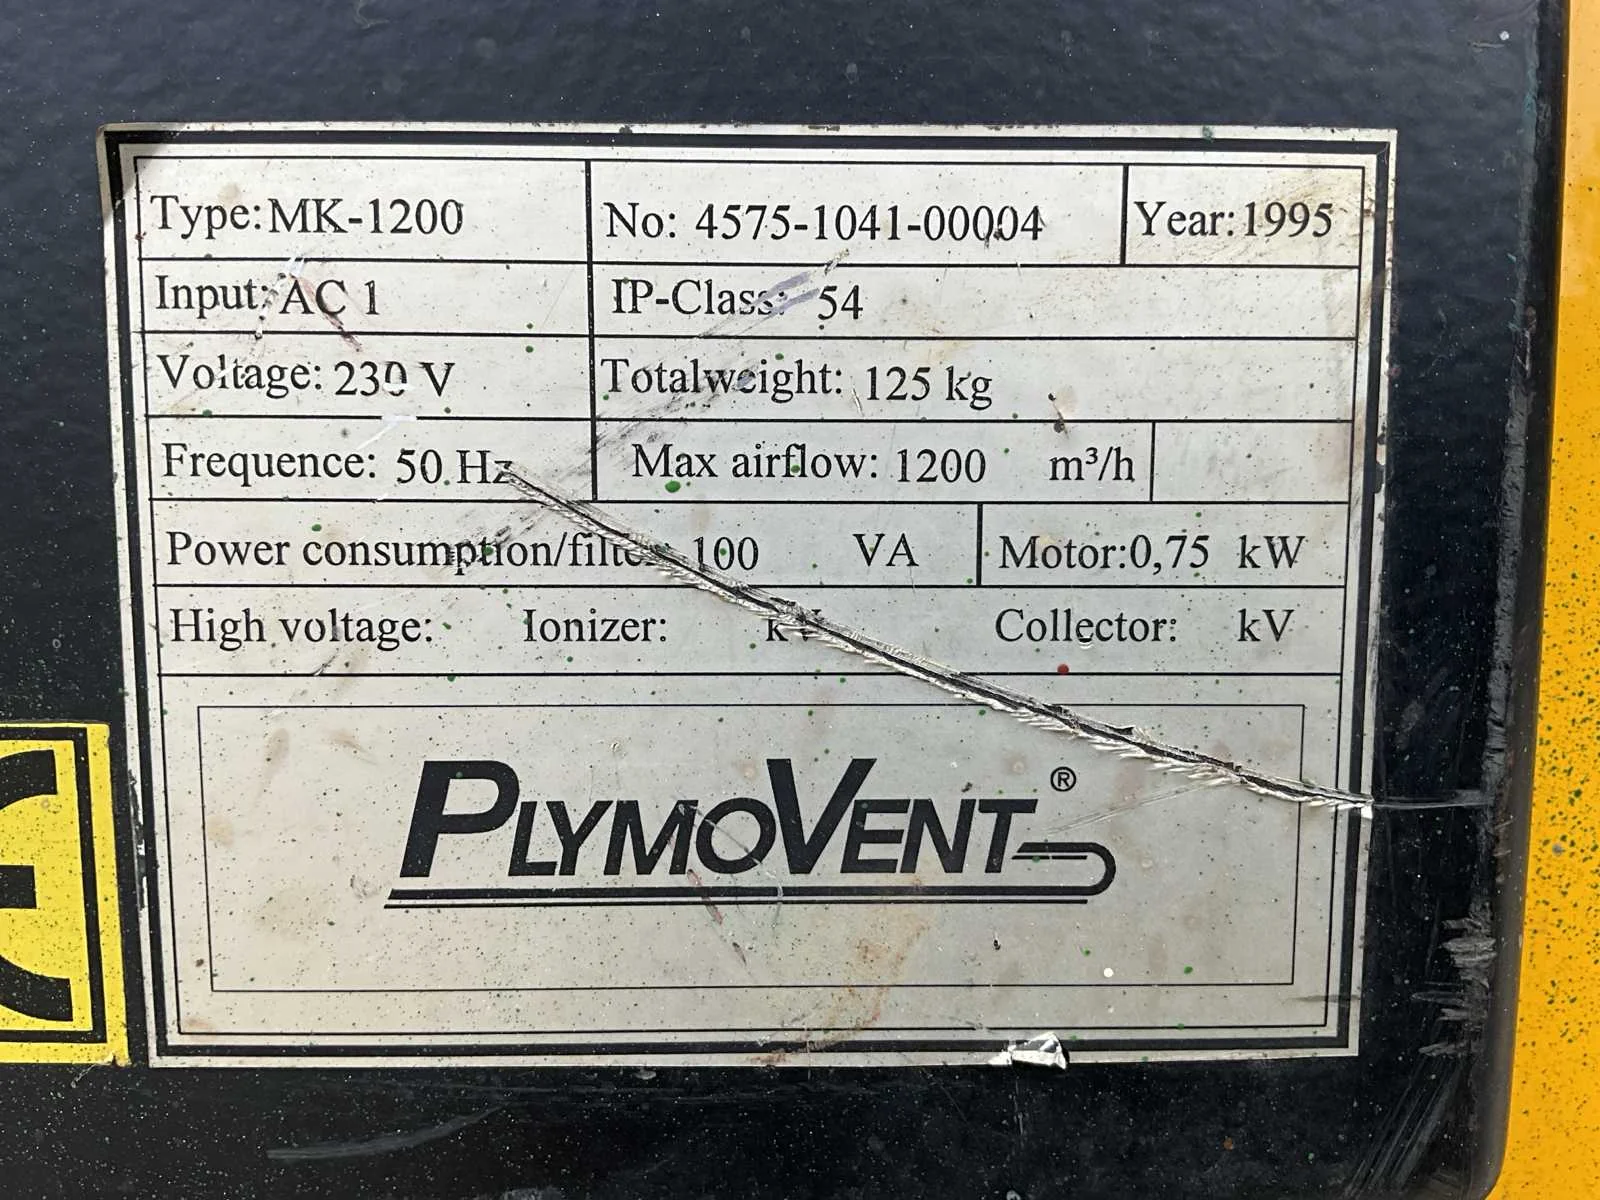 Type: MK-1200 No: 4575-1041-00004 Year: 1995
Input: AC 1 IP-Class: 54
Voltage: 230 V Totalweight: 125 kg
Frequence: 50 Hz Max airflow: 1200 m³/h
Power consumption/filter: 100 VA Motor: 0,75 kW
High voltage: Ionizer: kV Collector: kV
PLYMOVENT®